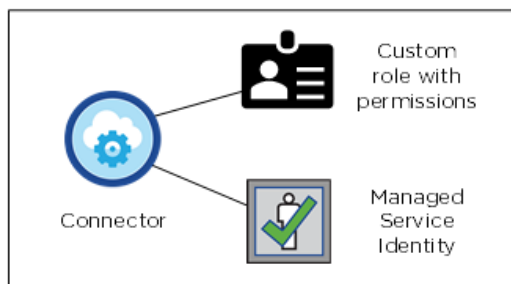 Custom
role with
permissions
Connector
Managed
Service
Identity